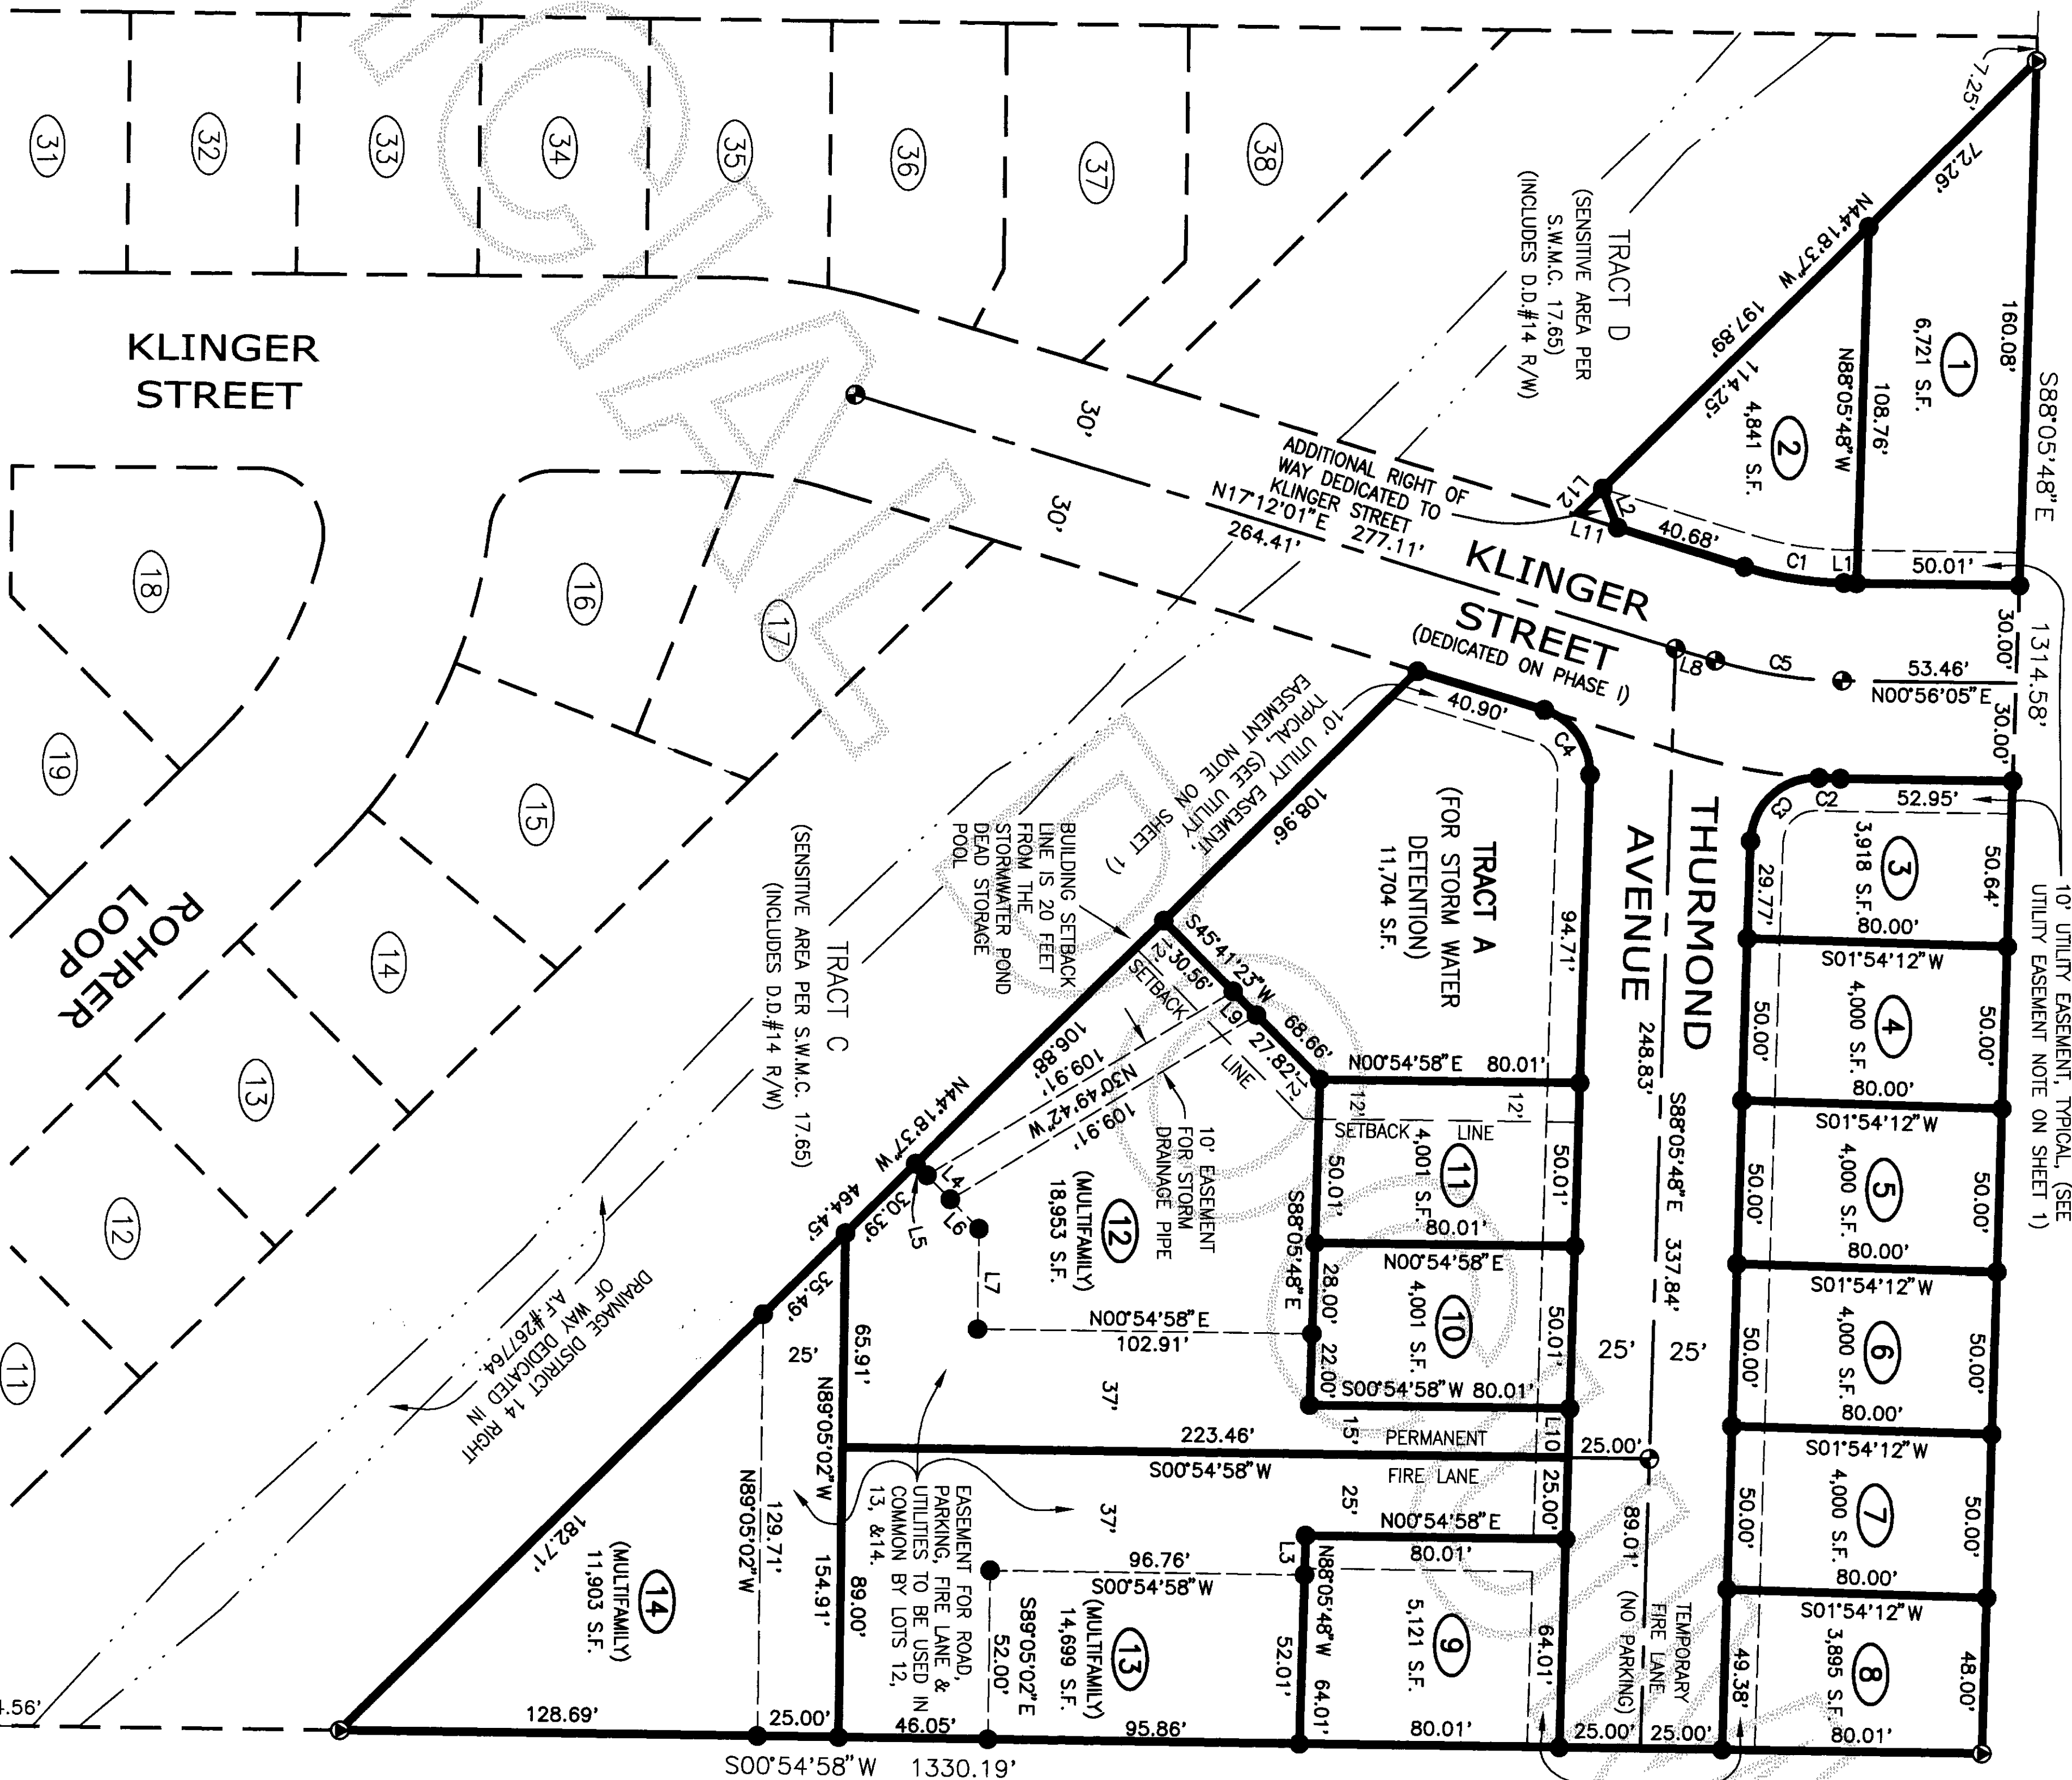 S88°05'48"E
1314.58'
7.25'
72.26'
160.08'
1
6,721 S.F.
N44°18'37"W
197.89'
108.76'
N88°05'48"W
2
4,841 S.F.
114.25'
L12
L2
L11
40.68'
C1
L1
50.01'
30.00'
30.00'
53.46'
N00°56'05"E
C5
L8
10' UTILITY EASEMENT, TYPICAL, (SEE
UTILITY EASEMENT NOTE ON SHEET 1)
TRACT D
(SENSITIVE AREA PER
S.W.M.C. 17.65)
(INCLUDES D.D.#14 R/W)
31
32
33
34
35
36
37
38
KLINGER
STREET
30'
30'
ADDITIONAL RIGHT OF
WAY DEDICATED TO
KLINGER STREET
N17°12'01"E
277.11'
264.41'
KLINGER
STREET
(DEDICATED ON PHASE I)
18
16
17
19
15
14
13
12
11
ROHRER
LOOP
10' UTILITY EASEMENT,
TYPICAL, (SEE UTILITY
EASEMENT NOTE ON SHEET 1)
40.90'
C4
108.96'
TRACT A
(FOR STORM WATER
DETENTION)
11,704 S.F.
94.71'
THURMOND
AVENUE
248.83'
S88°05'48"E
337.84'
C2
C3
52.95'
3
3,918 S.F.
50.64'
29.77'
80.00'
S01°54'12"W
4
4,000 S.F.
50.00'
50.00'
80.00'
S01°54'12"W
5
4,000 S.F.
50.00'
50.00'
80.00'
S01°54'12"W
6
4,000 S.F.
50.00'
50.00'
80.00'
S01°54'12"W
7
4,000 S.F.
50.00'
50.00'
80.00'
S01°54'12"W
8
3,895 S.F.
48.00'
49.38'
80.01'
BUILDING SETBACK
LINE IS 20 FEET
FROM THE
STORMWATER POND
DEAD STORAGE
POOL
TRACT C
(SENSITIVE AREA PER S.W.M.C. 17.65)
(INCLUDES D.D.#14 R/W)
S45°41'23"W
12'
30.56'
SETBACK
LINE
L9
68.66'
27.82'
12'
106.88'
109.91'
N30°49'42"W
109.91'
N44°18'37"W
464.45'
N00°54'58"E 80.01'
12'
12'
SETBACK LINE
11
4,001 S.F.
50.01'
50.01'
80.01'
S88°05'48"E
N00°54'58"E
10
4,001 S.F.
50.01'
28.00'
22.00'
S00°54'58"W 80.01'
10' EASEMENT
FOR STORM
DRAINAGE PIPE
12
(MULTIFAMILY)
18,953 S.F.
L4
L5
L6
L7
30.39'
35.49'
N00°54'58"E
102.91'
25'
25'
65.91'
25'
37'
15'
L10
25.00'
223.46'
S00°54'58"W
PERMANENT
FIRE LANE
N89°05'02"W
37'
25'
25.00'
N00°54'58"E
80.01'
EASEMENT FOR ROAD,
PARKING, FIRE LANE &
UTILITIES TO BE USED IN
COMMON BY LOTS 12,
13, &14.
DRAINAGE DISTRICT 14 RIGHT
OF WAY DEDICATED IN
A.F.#267764.
182.71'
14
(MULTIFAMILY)
11,903 S.F.
129.71'
N89°05'02"W
154.91'
89.00'
96.76'
S00°54'58"W
S89°05'02"E
52.00'
13
(MULTIFAMILY)
14,699 S.F.
L3
N88°05'48"W
64.01'
52.01'
9
5,121 S.F.
64.01'
89.01'
(NO PARKING)
TEMPORARY
FIRE LANE
128.69'
25.00'
46.05'
95.86'
80.01'
25.00'
25.00'
S00°54'58"W
1330.19'